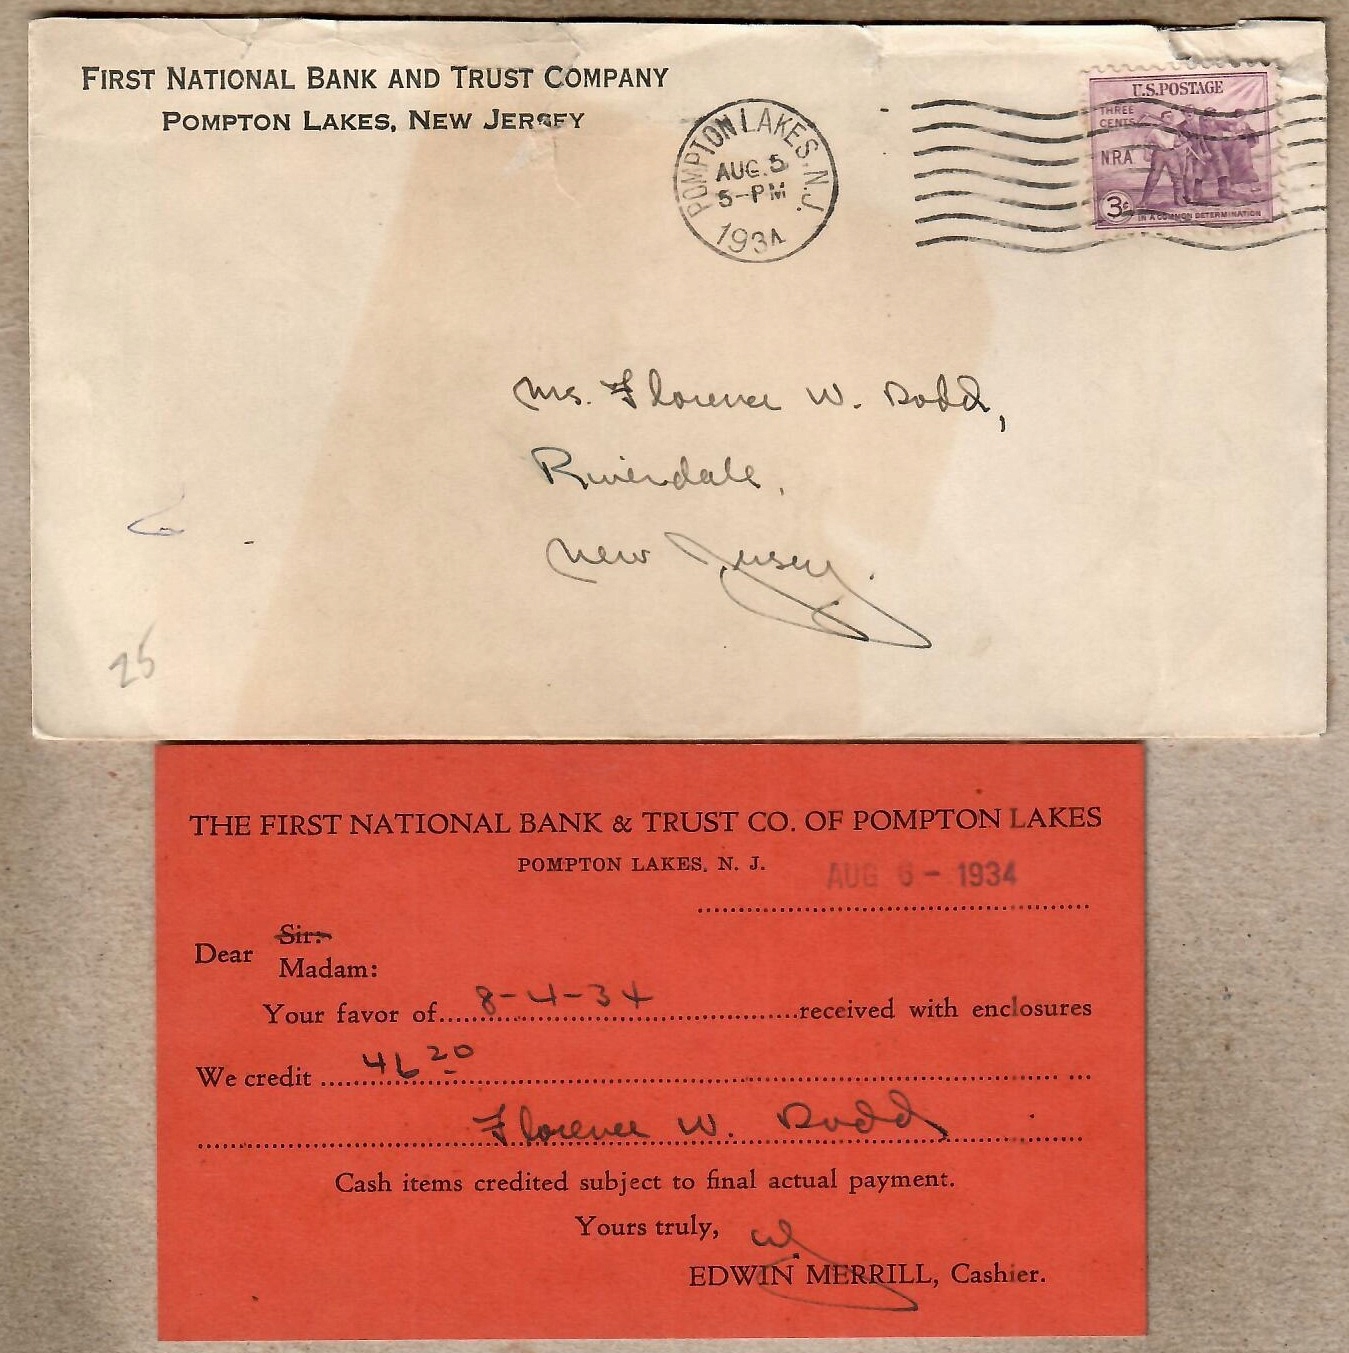 FIRST NATIONAL BANK AND TRUST COMPANY
POMPTON LAKES, NEW JERSEY
POMPTON LAKES, N.J.
AUG. 5
5-PM
1934
U.S. POSTAGE
THREE
CENTS
NRA
3¢
IN A COMMON DETERMINATION
Mrs. Florence W. Dodd,
Riverdale,
New Jersey.
25
THE FIRST NATIONAL BANK & TRUST CO. OF POMPTON LAKES
POMPTON LAKES, N. J.
AUG 6 - 1934
Sir:
Dear
Madam:
Your favor of 8-4-34 received with enclosures
We credit 46 20
Florence W. Dodd
Cash items credited subject to final actual payment.
Yours truly,
EDWIN MERRILL, Cashier.